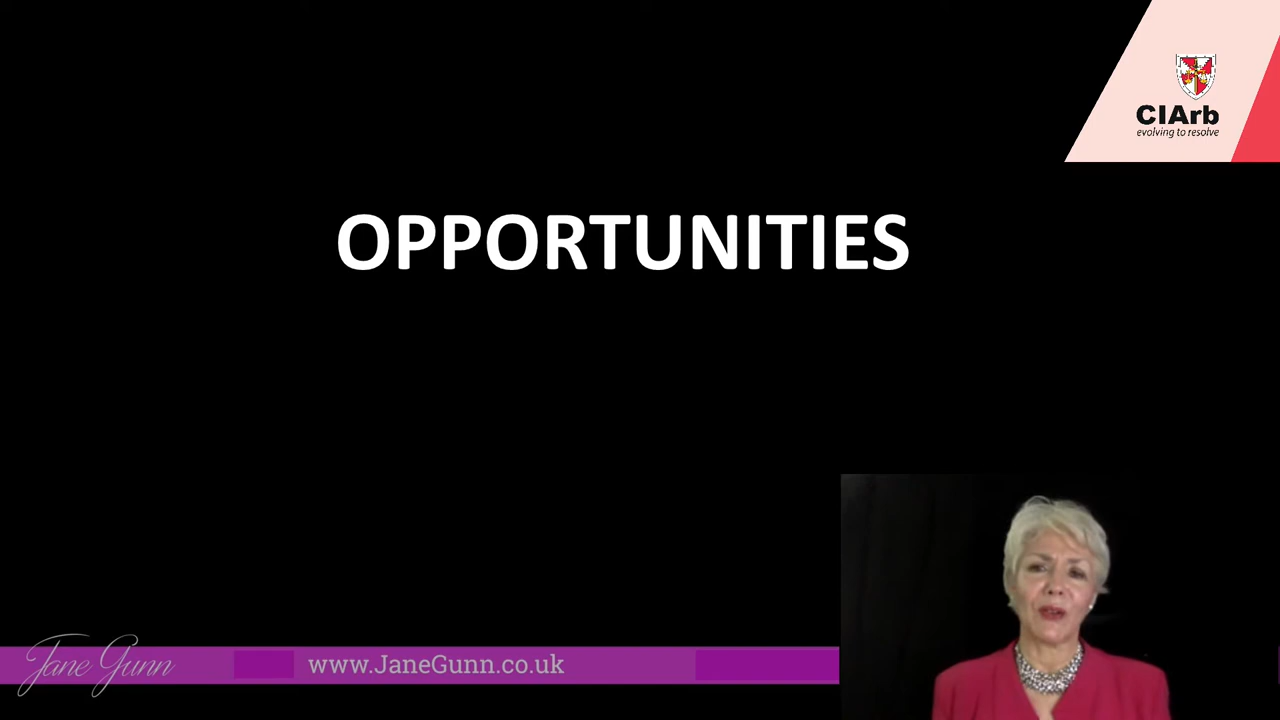 CIArb
evolving to resolve
OPPORTUNITIES
Jane Gunn
www.JaneGunn.co.uk